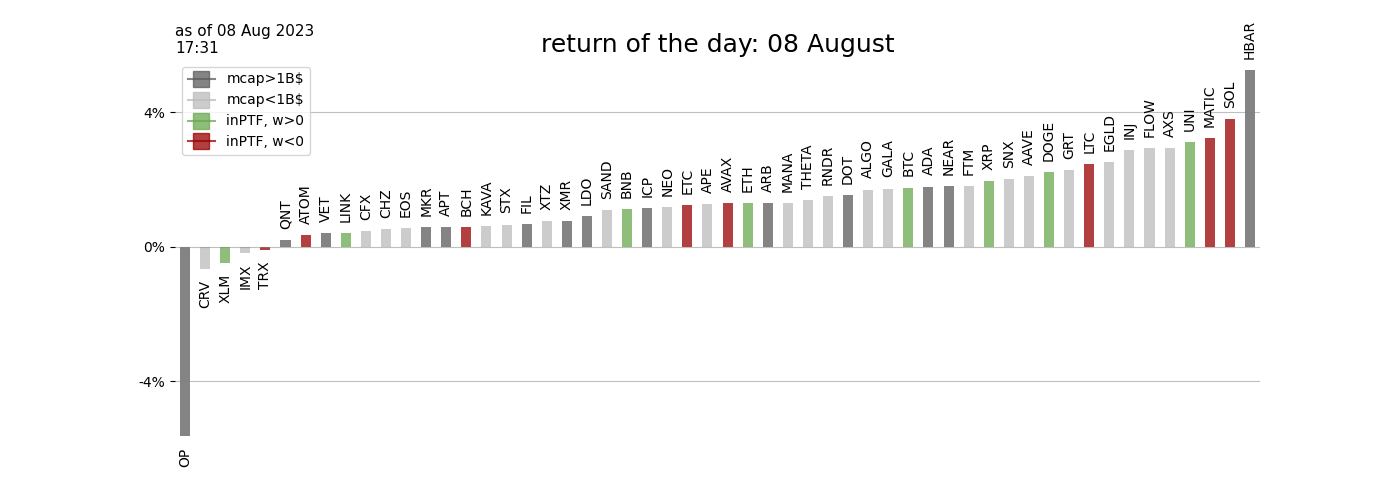 as of 08 Aug 2023
17:31
return of the day: 08 August
mcap>1B$
mcap<1B$
inPTF, w>0
inPTF, w<0
4%
0%
-4%
OP
CRV
XLM
IMX
TRX
QNT
ATOM
VET
LINK
CFX
CHZ
EOS
MKR
APT
BCH
KAVA
STX
FIL
XTZ
XMR
LDO
SAND
BNB
ICP
NEO
ETC
APE
AVAX
ETH
ARB
MANA
THETA
RNDR
DOT
ALGO
GALA
BTC
ADA
NEAR
FTM
XRP
SNX
AAVE
DOGE
GRT
LTC
EGLD
INJ
FLOW
AXS
UNI
MATIC
SOL
HBAR